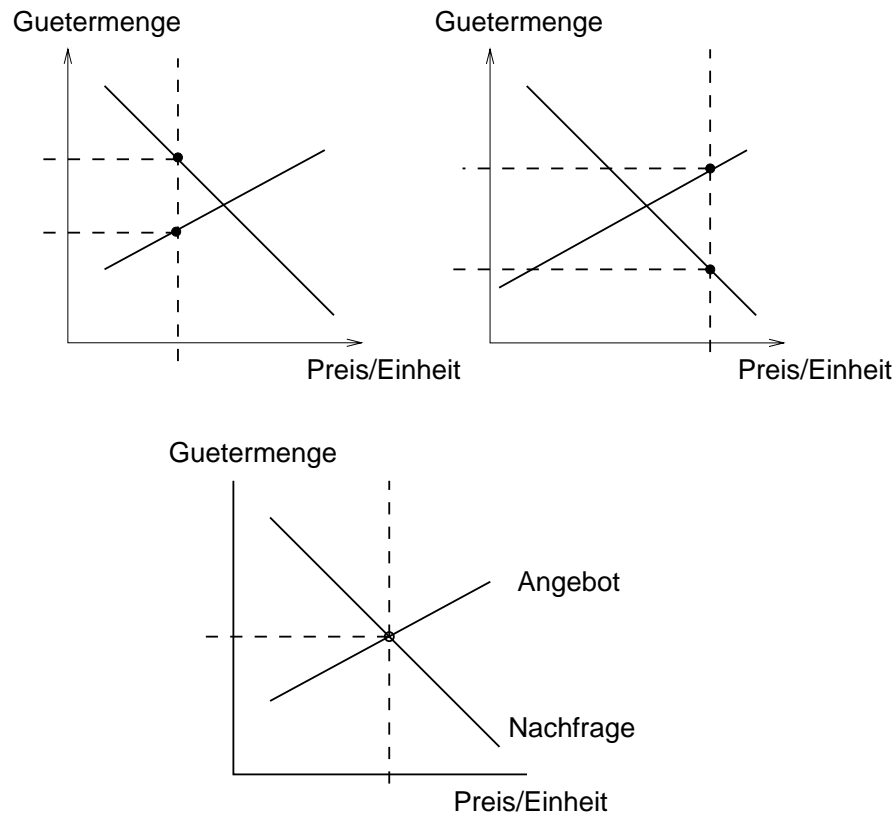 Guetermenge
Guetermenge
Preis/Einheit
Preis/Einheit
Guetermenge
Angebot
Nachfrage
Preis/Einheit